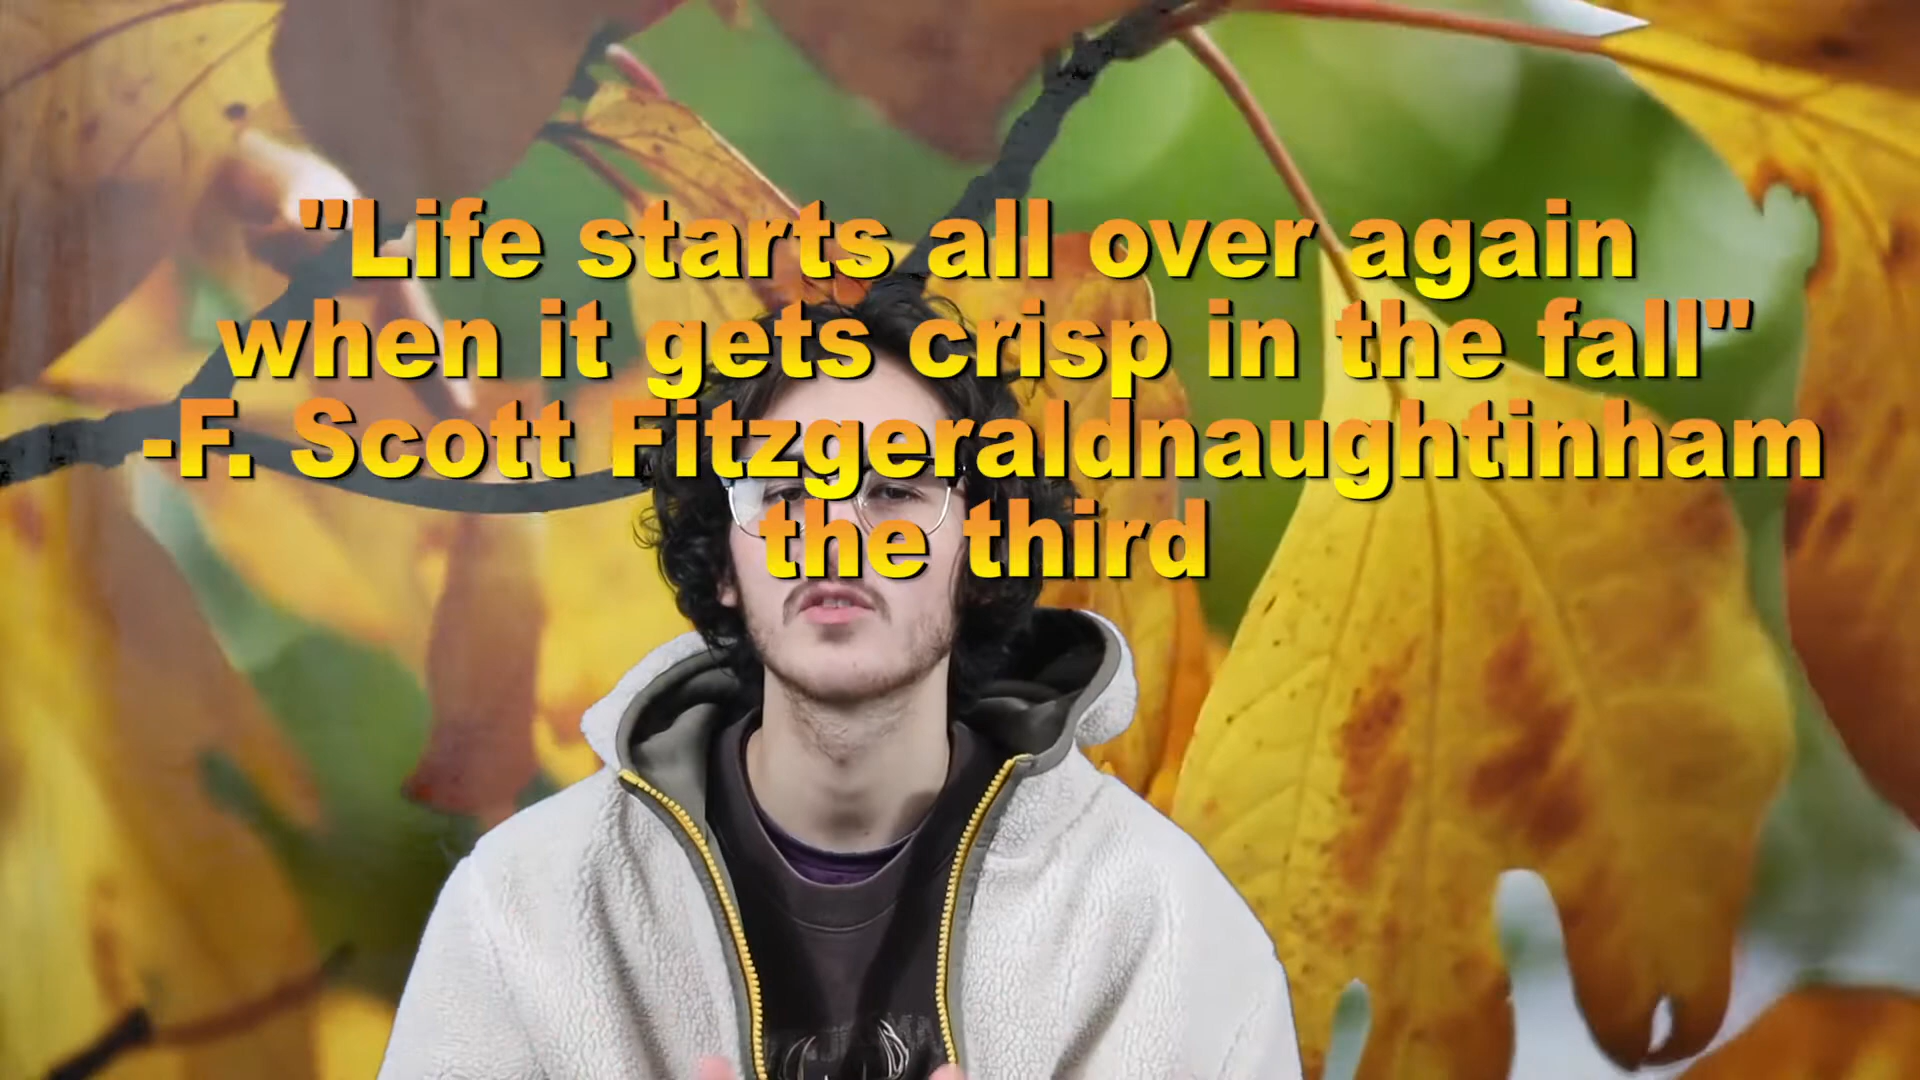 "Life starts all over again
when it gets crisp in the fall"
-F. Scott Fitzgeraldnaughtinham
the third